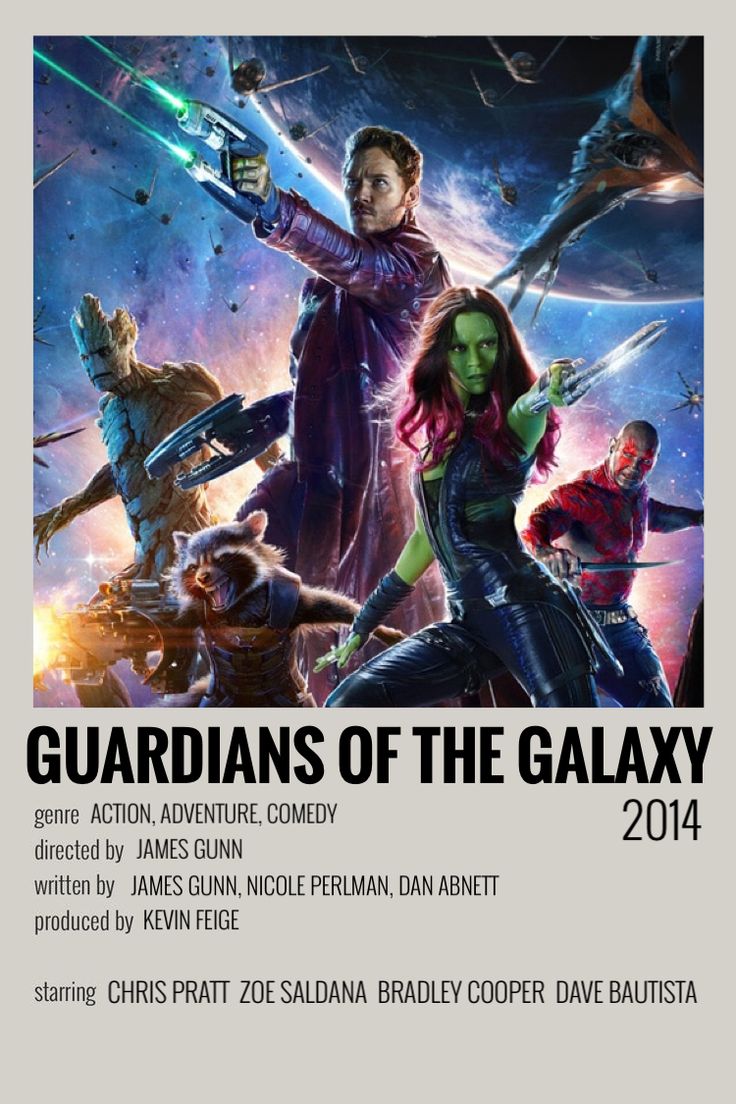 GUARDIANS OF THE GALAXY
2014
genre ACTION, ADVENTURE, COMEDY
directed by JAMES GUNN
written by JAMES GUNN, NICOLE PERLMAN, DAN ABNETT
produced by KEVIN FEIGE
starring CHRIS PRATT ZOE SALDANA BRADLEY COOPER DAVE BAUTISTA